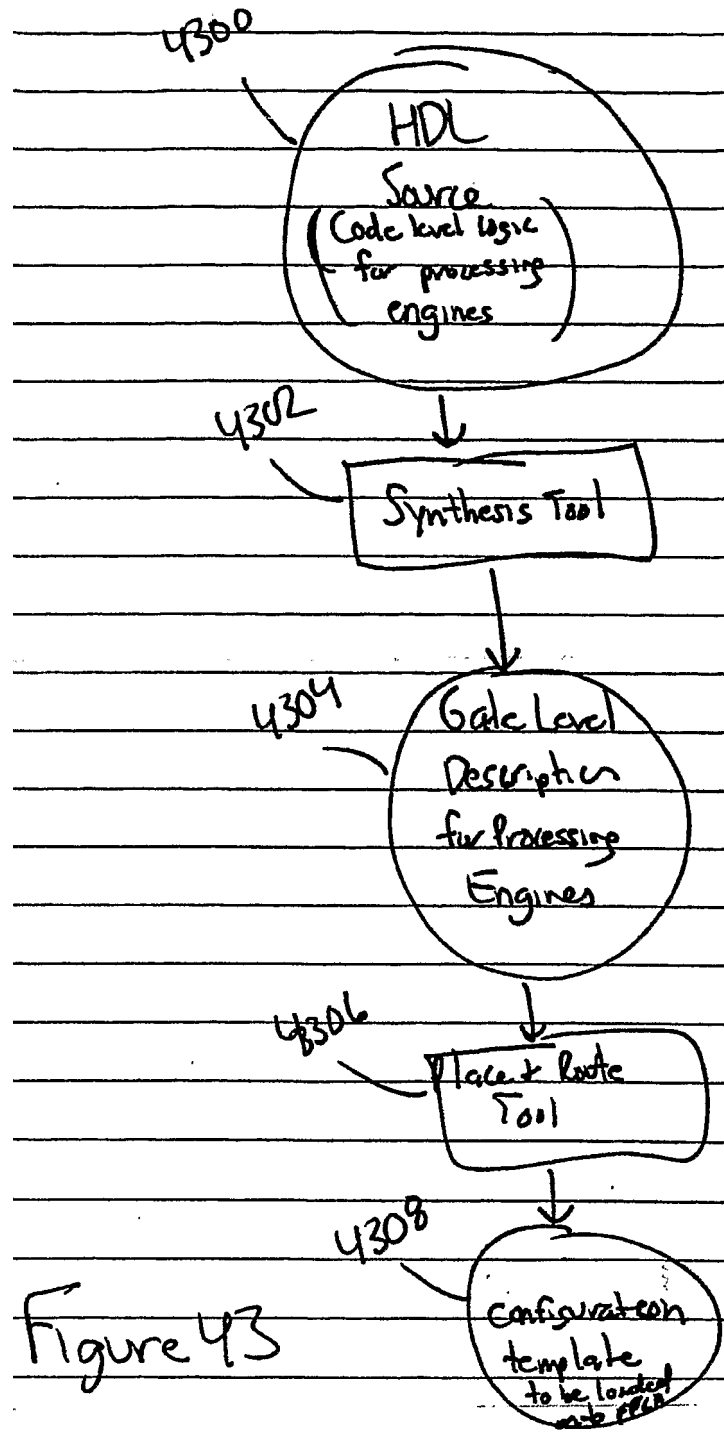 4300
HDL
Source
(Code level logic
for processing
engines)
4302
Synthesis Tool
4304
Gate Level
Description
for Processing
Engines
4306
Place & Route
Tool
4308
Configuration
template
to be loaded
onto FPGA
Figure 43